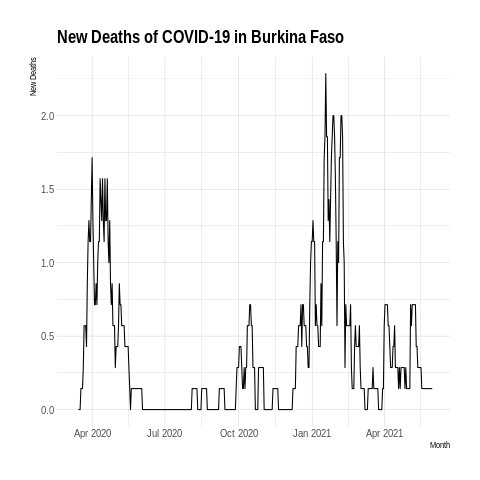 New Deaths of COVID-19 in Burkina Faso
New Deaths
2.0
1.5
1.0
0.5
0.0
Apr 2020 Jul 2020 Oct 2020 Jan 2021 Apr 2021
Month